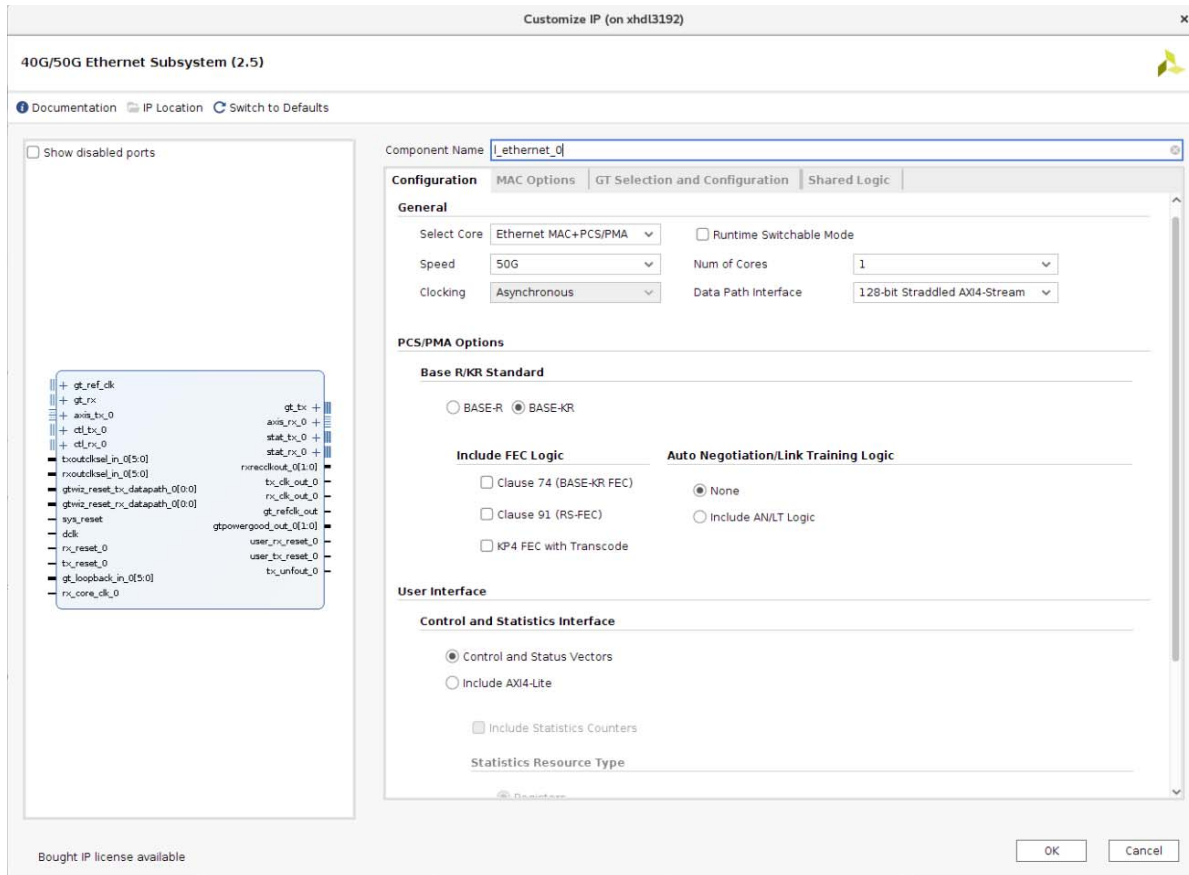 Customize IP (on xhdl3192)
×
40G/50G Ethernet Subsystem (2.5)
Documentation IP Location Switch to Defaults
Show disabled ports
+ gt_ref_clk
+ gt_rx
+ axis_tx_0
+ ctl_tx_0
+ ctl_rx_0
txoutclksel_in_0[5:0]
rxoutclksel_in_0[5:0]
gtwiz_reset_tx_datapath_0[0:0]
gtwiz_reset_rx_datapath_0[0:0]
sys_reset
dclk
rx_reset_0
tx_reset_0
gt_loopback_in_0[5:0]
rx_core_clk_0
gt_tx +
axis_rx_0 +
stat_tx_0 +
stat_rx_0 +
rxrecclkout_0[1:0]
tx_clk_out_0
rx_clk_out_0
gt_refclk_out
gtpowergood_out_0[1:0]
user_rx_reset_0
user_tx_reset_0
tx_unfout_0
Component Name l_ethernet_0
Configuration MAC Options GT Selection and Configuration Shared Logic
General
Select Core Ethernet MAC+PCS/PMA Runtime Switchable Mode
Speed 50G Num of Cores 1
Clocking Asynchronous Data Path Interface 128-bit Straddled AXI4-Stream
PCS/PMA Options
Base R/KR Standard
BASE-R BASE-KR
Include FEC Logic Auto Negotiation/Link Training Logic
Clause 74 (BASE-KR FEC) None
Clause 91 (RS-FEC) Include AN/LT Logic
KP4 FEC with Transcode
User Interface
Control and Statistics Interface
Control and Status Vectors
Include AXI4-Lite
Include Statistics Counters
Statistics Resource Type
Registers
Bought IP license available
OK Cancel